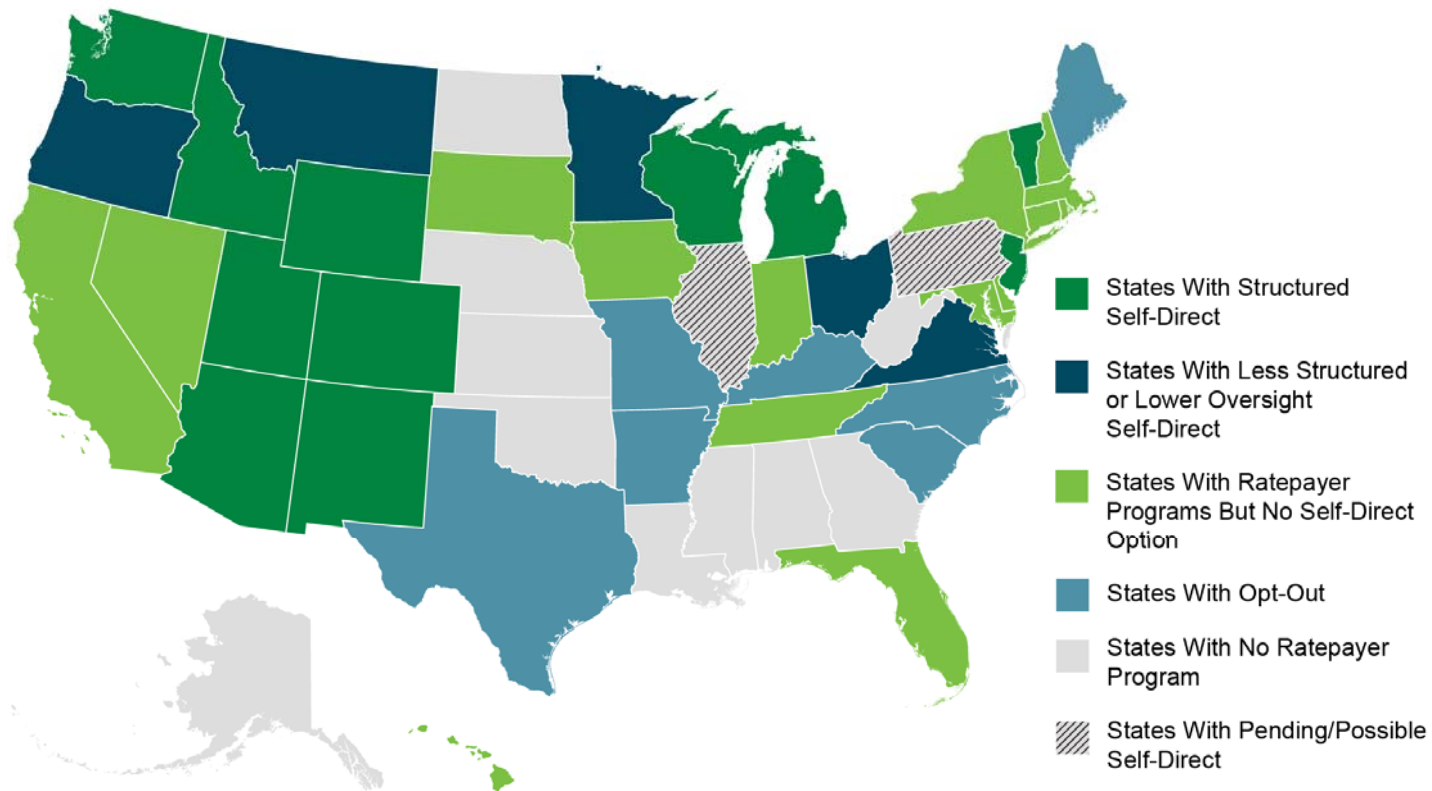 States With Structured
Self-Direct
States With Less Structured
or Lower Oversight
Self-Direct
States With Ratepayer
Programs But No Self-Direct
Option
States With Opt-Out
States With No Ratepayer
Program
States With Pending/Possible
Self-Direct